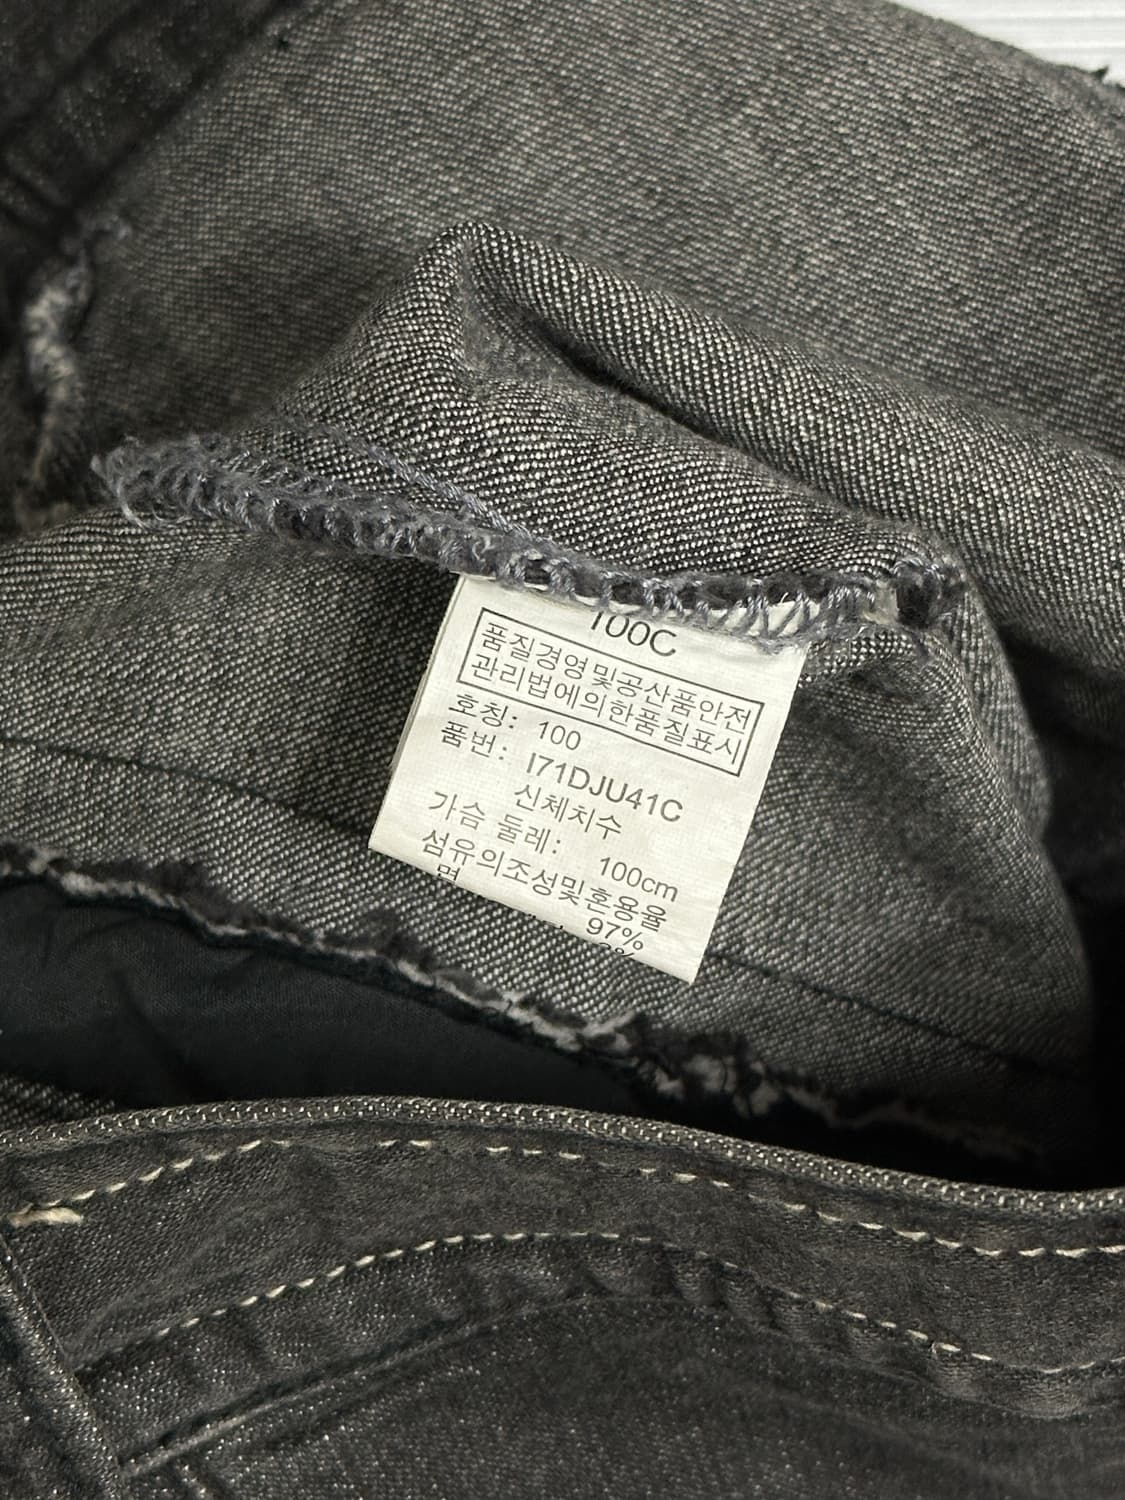 100C
품질경영및공산품안전
관리법에의한품질표시
호칭: 100
품번: I71DJU41C
신체치수
가슴 둘레: 100cm
섬유의조성및혼용율
면 97%
3%